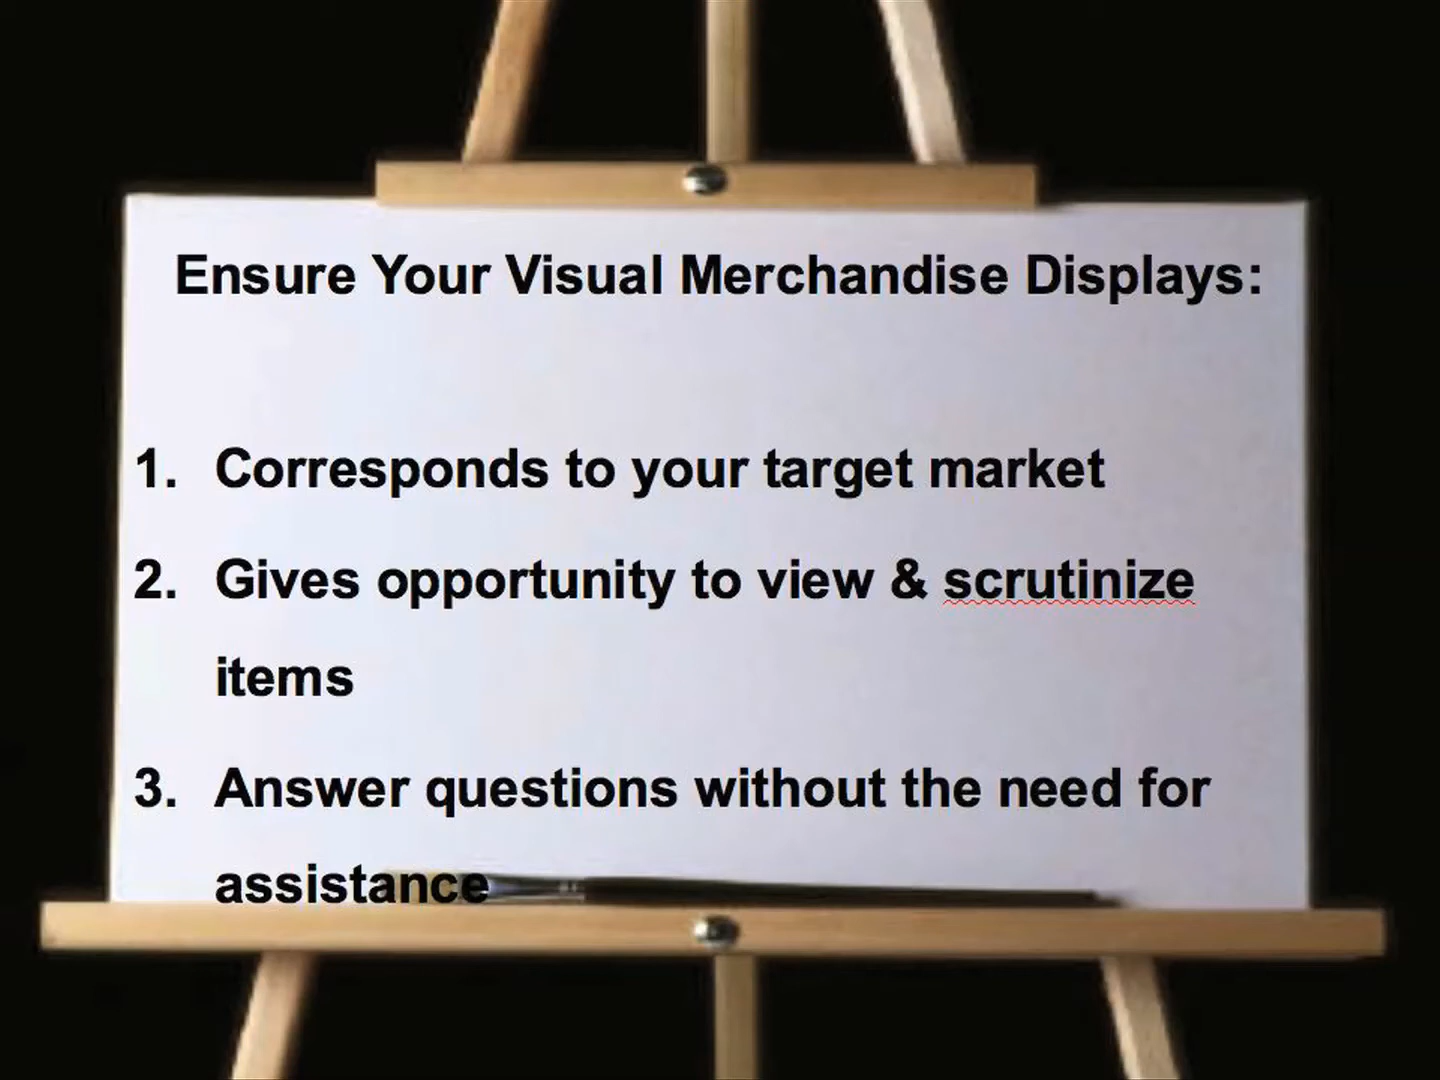 Ensure Your Visual Merchandise Displays:
1. Corresponds to your target market
2. Gives opportunity to view & scrutinize
items
3. Answer questions without the need for
assistance